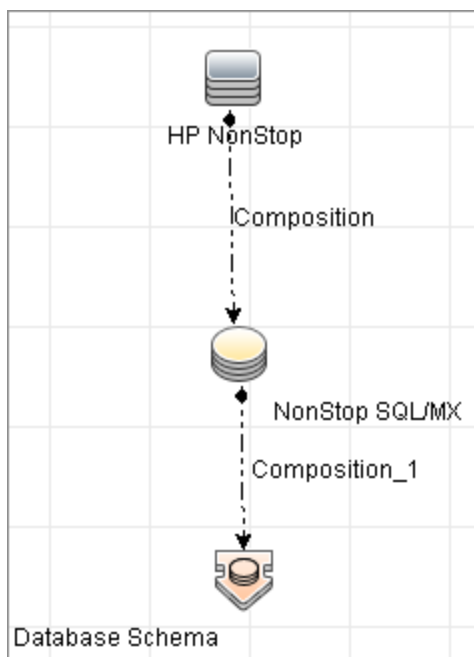 HP NonStop
Composition
NonStop SQL/MX
Composition_1
Database Schema